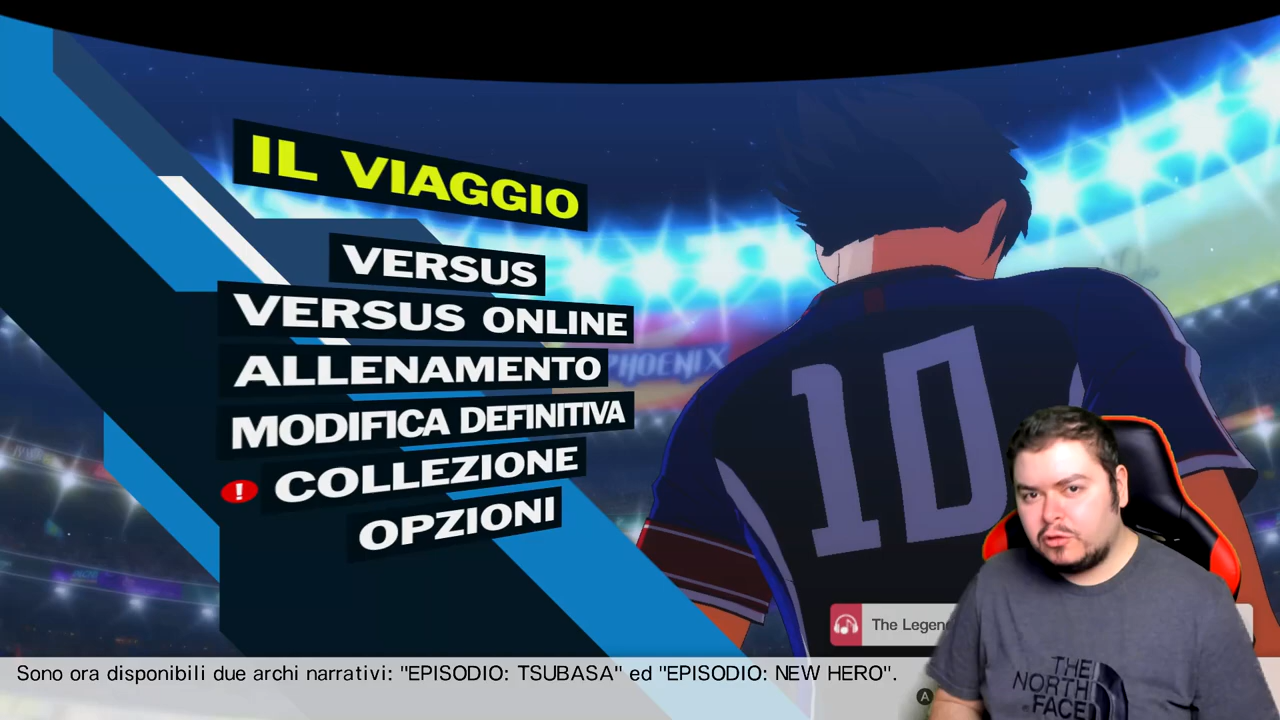 IL VIAGGIO
VERSUS
VERSUS ONLINE
ALLENAMENTO
PHOENIX
MODIFICA DEFINITIVA
! COLLEZIONE
OPZIONI
10
The Legen
Sono ora disponibili due archi narrativi: "EPISODIO: TSUBASA" ed "EPISODIO: NEW HERO".
A
THE
NORTH
FACE